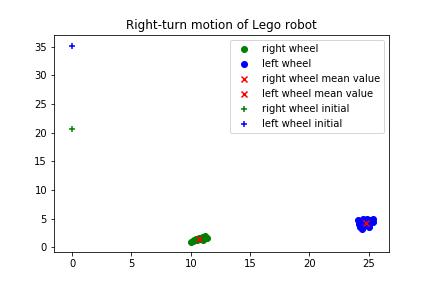 Right-turn motion of Lego robot
right wheel
left wheel
right wheel mean value
left wheel mean value
right wheel initial
left wheel initial
35
30
25
20
15
10
5
0
0 5 10 15 20 25